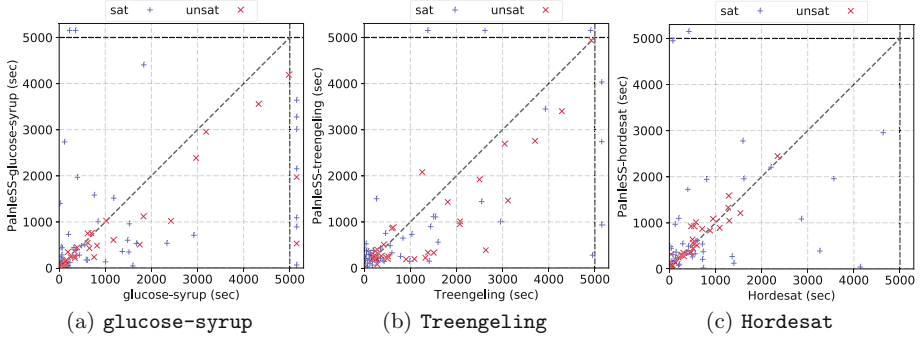 sat unsat sat unsat sat unsat
5000 5000 5000
4000 4000 4000
3000 3000 3000
2000 2000 2000
1000 1000 1000
0 0 0
PaInleSS-glucose-syrup (sec) PaInleSS-treengeling (sec) PaInleSS-hordesat (sec)
0 1000 2000 3000 4000 5000 0 1000 2000 3000 4000 5000 0 1000 2000 3000 4000 5000
glucose-syrup (sec) Treengeling (sec) Hordesat (sec)
(a) glucose-syrup (b) Treengeling (c) Hordesat